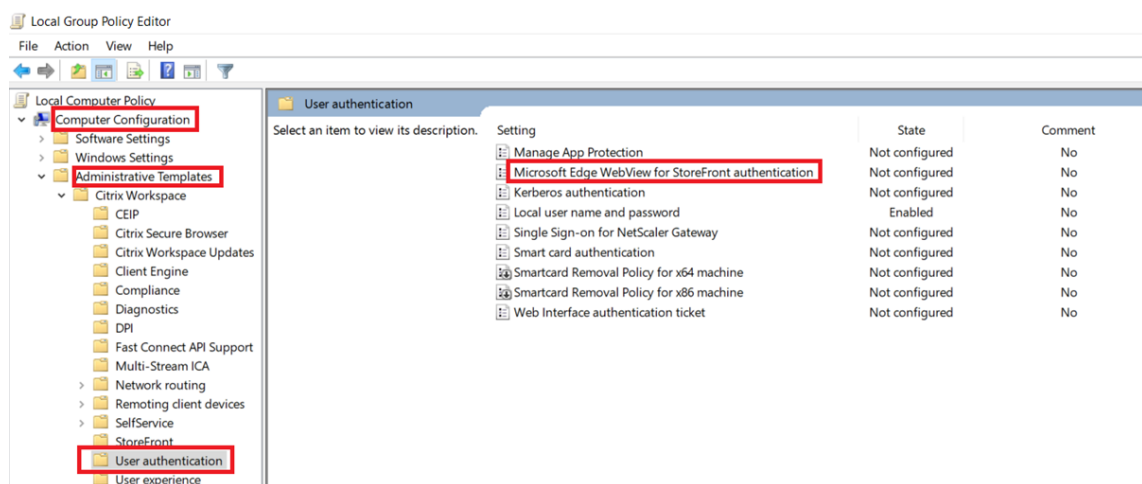 Local Group Policy Editor
File Action View Help
Local Computer Policy
Computer Configuration
Software Settings
Windows Settings
Administrative Templates
Citrix Workspace
CEIP
Citrix Secure Browser
Citrix Workspace Updates
Client Engine
Compliance
Diagnostics
DPI
Fast Connect API Support
Multi-Stream ICA
Network routing
Remoting client devices
SelfService
StoreFront
User authentication
User experience
User authentication
Select an item to view its description.
Setting State Comment
Manage App Protection Not configured No
Microsoft Edge WebView for StoreFront authentication Not configured No
Kerberos authentication Not configured No
Local user name and password Enabled No
Single Sign-on for NetScaler Gateway Not configured No
Smart card authentication Not configured No
Smartcard Removal Policy for x64 machine Not configured No
Smartcard Removal Policy for x86 machine Not configured No
Web Interface authentication ticket Not configured No